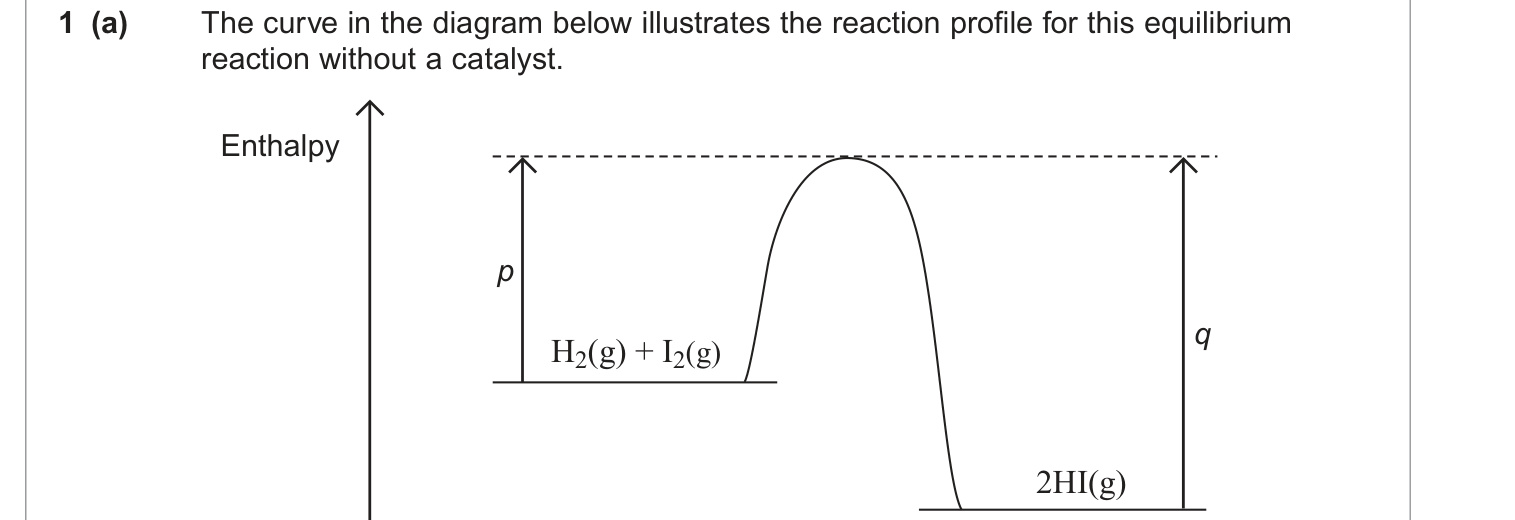 1 (a) The curve in the diagram below illustrates the reaction profile for this equilibrium
reaction without a catalyst.
Enthalpy
p
H₂(g) + I₂(g)
q
2HI(g)